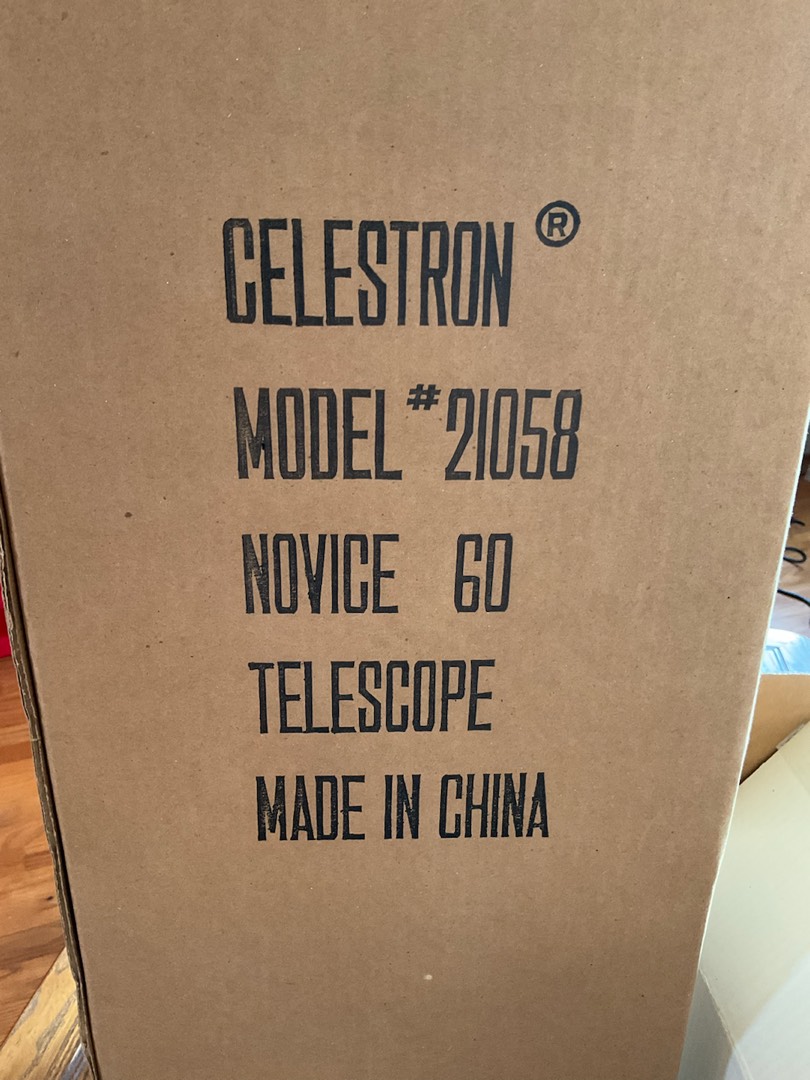 CELESTRON®
MODEL #21058
NOVICE 60
TELESCOPE
MADE IN CHINA